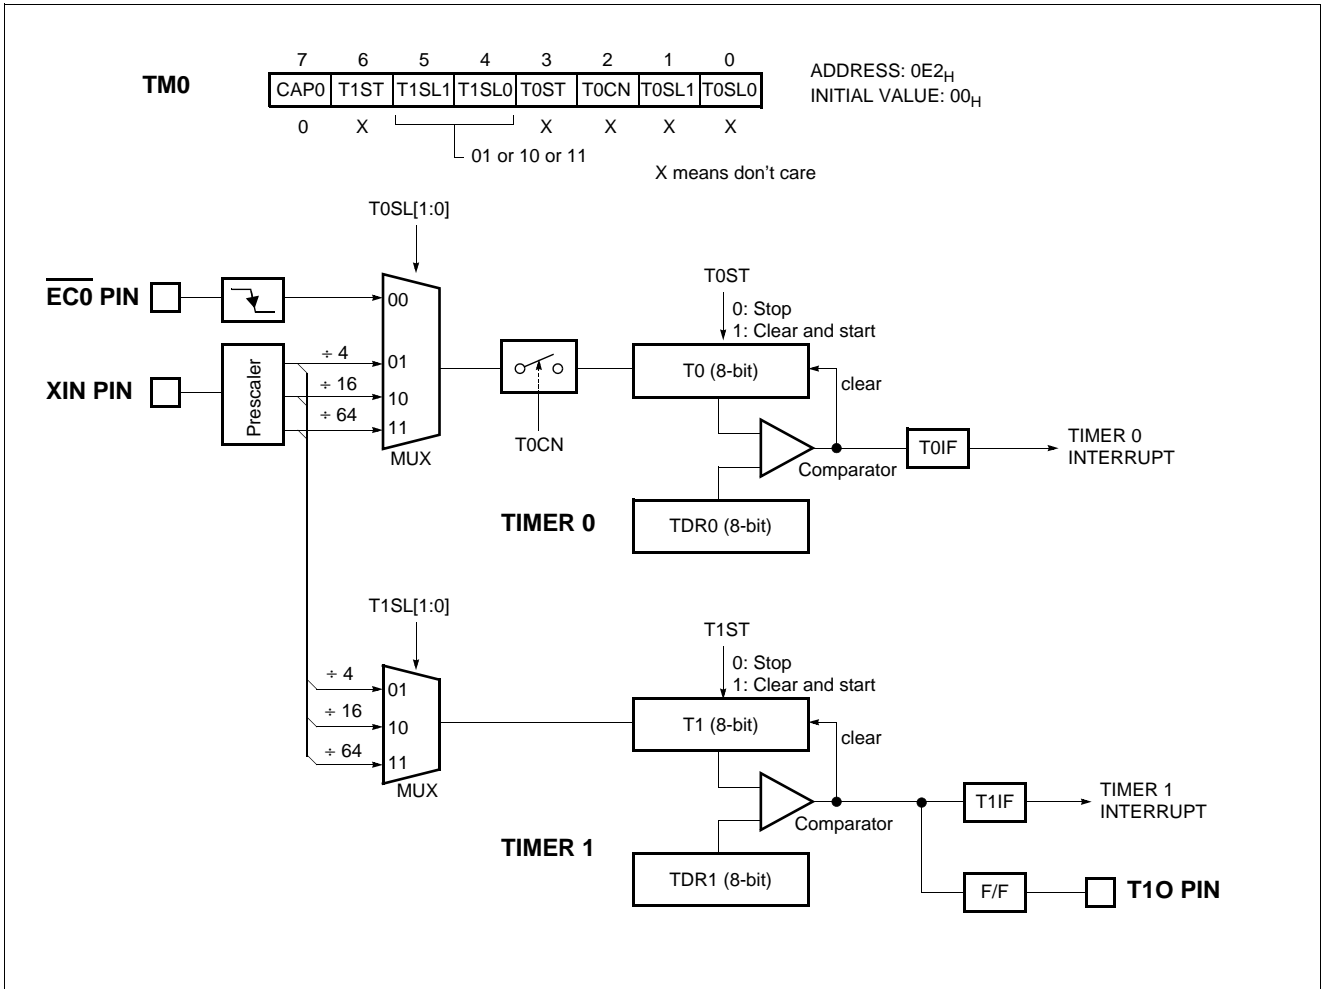 7 6 5 4 3 2 1 0
TM0
CAP0 T1ST T1SL1 T1SL0 T0ST T0CN T0SL1 T0SL0
ADDRESS: 0E2H
INITIAL VALUE: 00H
0 X X X X X
01 or 10 or 11
X means don't care
T0SL[1:0]
EC0 PIN
00
T0ST
0: Stop
1: Clear and start
XIN PIN
Prescaler
÷ 4
01
÷ 16
10
÷ 64
11
MUX
T0CN
T0 (8-bit)
clear
Comparator
T0IF
TIMER 0
INTERRUPT
TIMER 0
TDR0 (8-bit)
T1SL[1:0]
T1ST
0: Stop
1: Clear and start
÷ 4
01
÷ 16
10
÷ 64
11
MUX
T1 (8-bit)
clear
Comparator
T1IF
TIMER 1
INTERRUPT
TIMER 1
TDR1 (8-bit)
F/F
T1O PIN